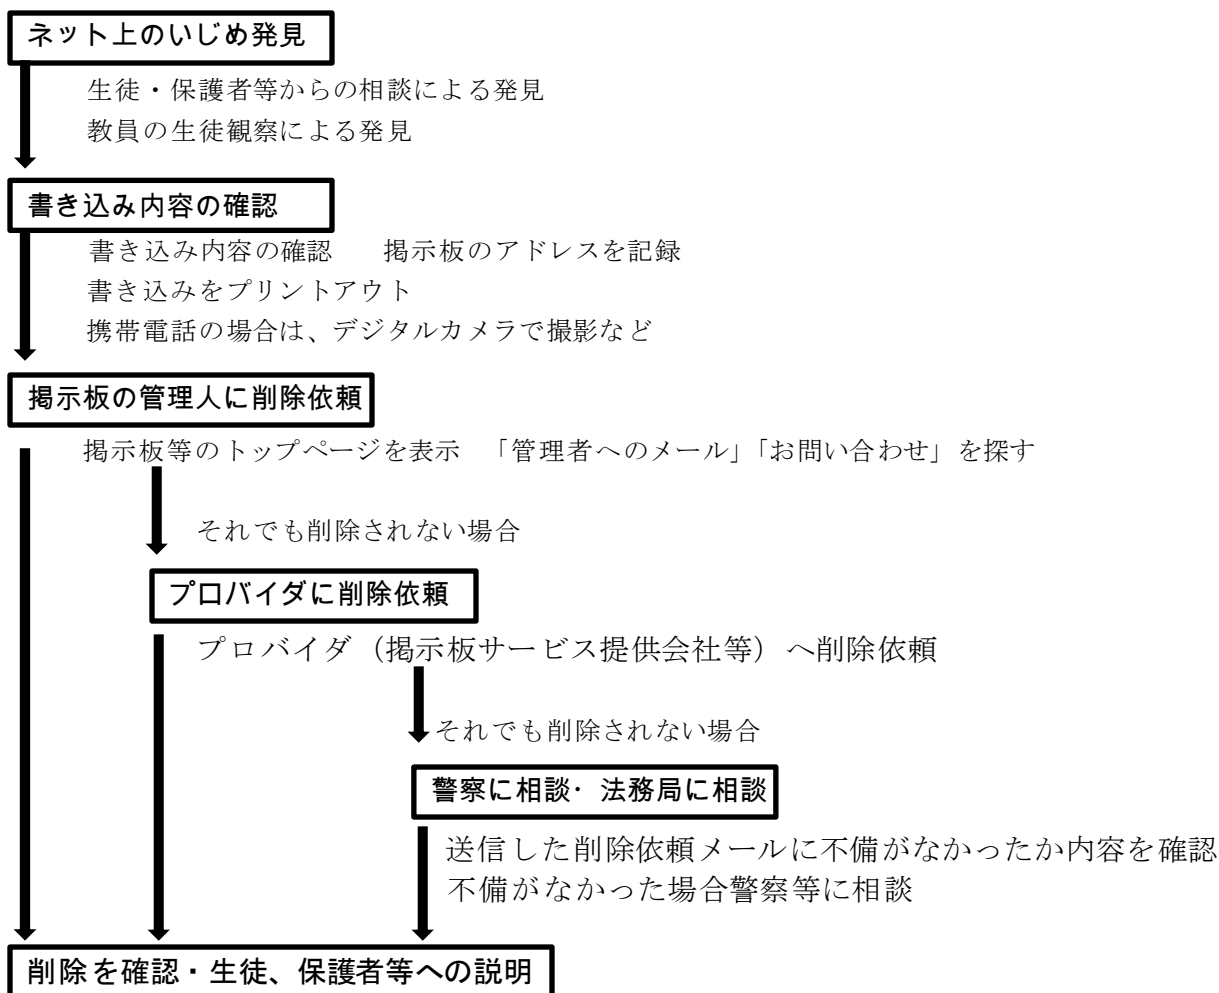 ネット上のいじめ発見
生徒・保護者等からの相談による発見
教員の生徒観察による発見
書き込み内容の確認
書き込み内容の確認　掲示板のアドレスを記録
書き込みをプリントアウト
携帯電話の場合は、デジタルカメラで撮影など
掲示板の管理人に削除依頼
掲示板等のトップページを表示　「管理者へのメール」「お問い合わせ」を探す
それでも削除されない場合
プロバイダに削除依頼
プロバイダ（掲示板サービス提供会社等）へ削除依頼
それでも削除されない場合
警察に相談・法務局に相談
送信した削除依頼メールに不備がなかったか内容を確認
不備がなかった場合警察等に相談
削除を確認・生徒、保護者等への説明